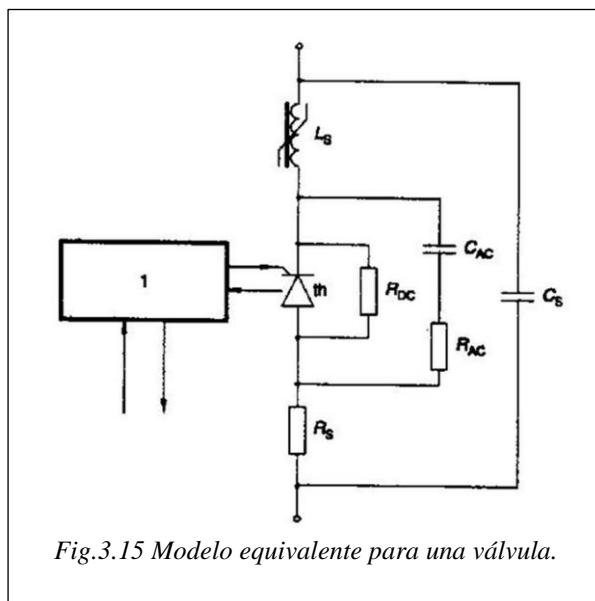 L_S
C_AC
1
th
R_DC
C_S
R_AC
R_S
Fig.3.15 Modelo equivalente para una válvula.